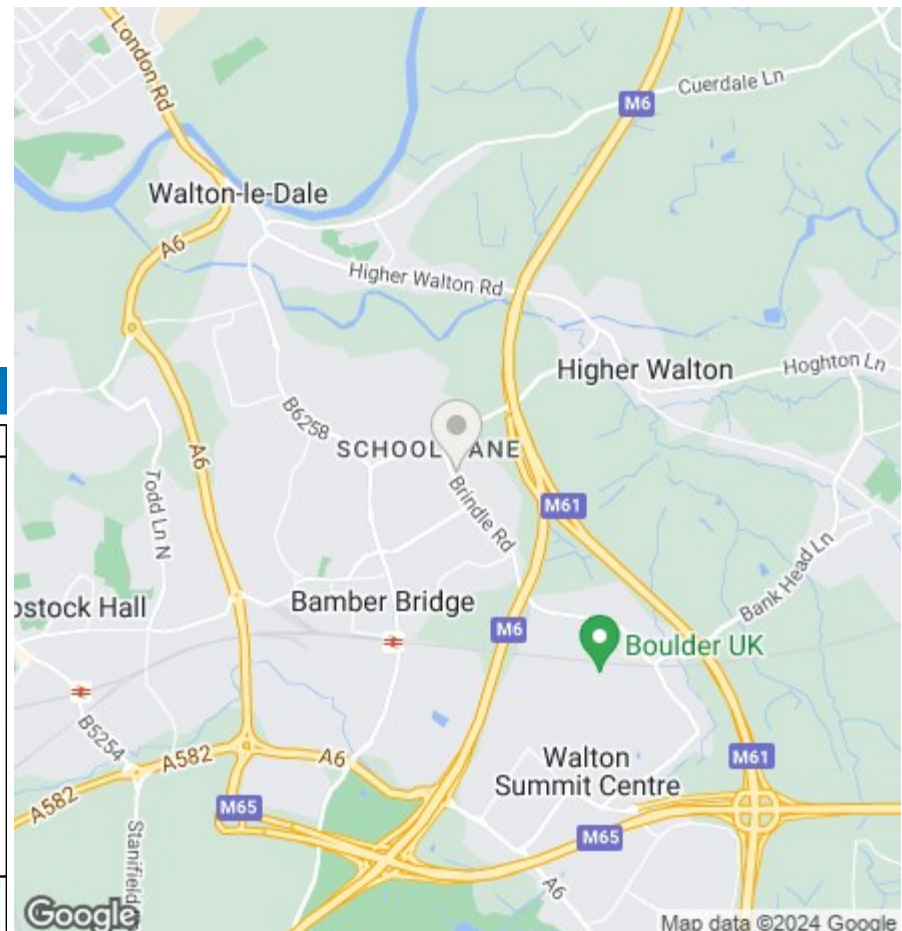 London Rd
M6
Cuerdale Ln
Walton-le-Dale
A6
Higher Walton Rd
Higher Walton
Hoghton Ln
B6258
SCHOOL LANE
A6
Todd Ln N
Brindle Rd
M61
Bank Head Ln
ostock Hall
Bamber Bridge
M6
Boulder UK
B5254
A582
A6
Walton
Summit Centre
M61
A582
M65
M65
Stanifield
A6
Google
Map data ©2024 Google